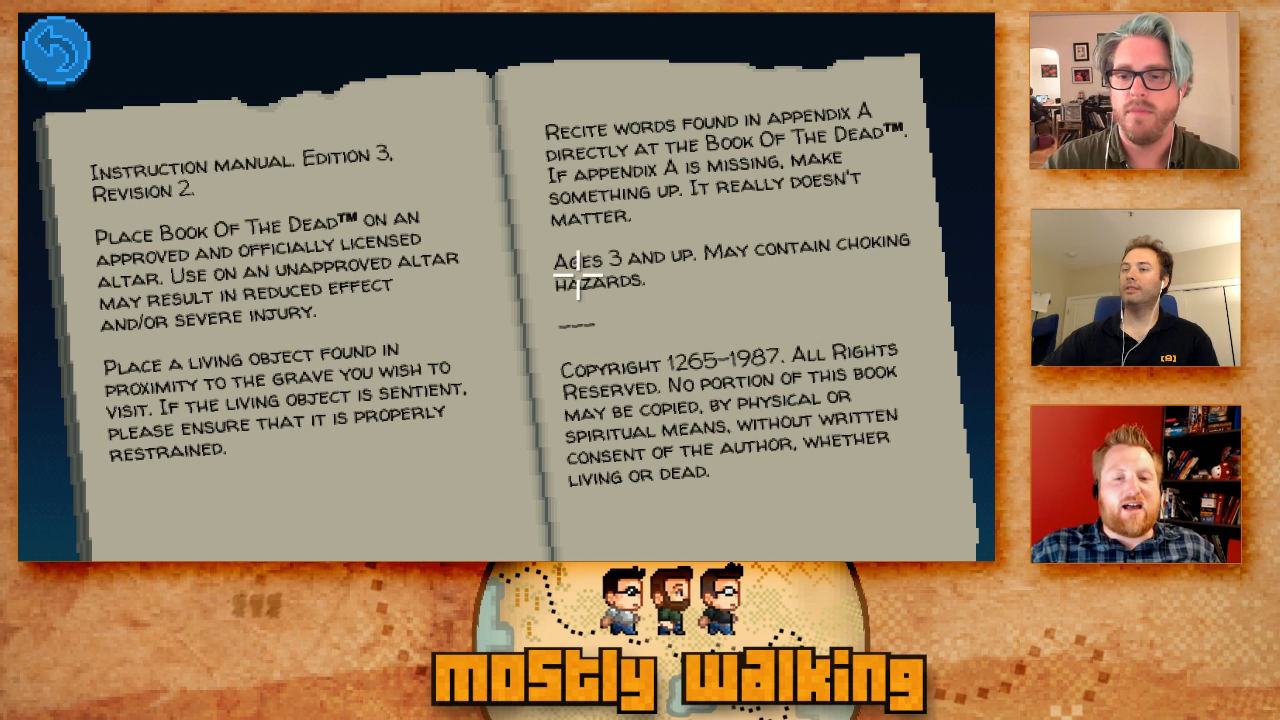 Instruction manual. Edition 3,
Revision 2.
Place Book Of The Dead™ on an
approved and officially licensed
altar. Use on an unapproved altar
may result in reduced effect
and/or severe injury.
Place a living object found in
proximity to the grave you wish to
visit. If the living object is sentient,
please ensure that it is properly
restrained.
Recite words found in appendix A
directly at the Book Of The Dead™.
If appendix A is missing, make
something up. It really doesn't
matter.
Ages 3 and up. May contain choking
hazards.
---
Copyright 1265-1987. All Rights
Reserved. No portion of this book
may be copied, by physical or
spiritual means, without written
consent of the author, whether
living or dead.
mostly walking